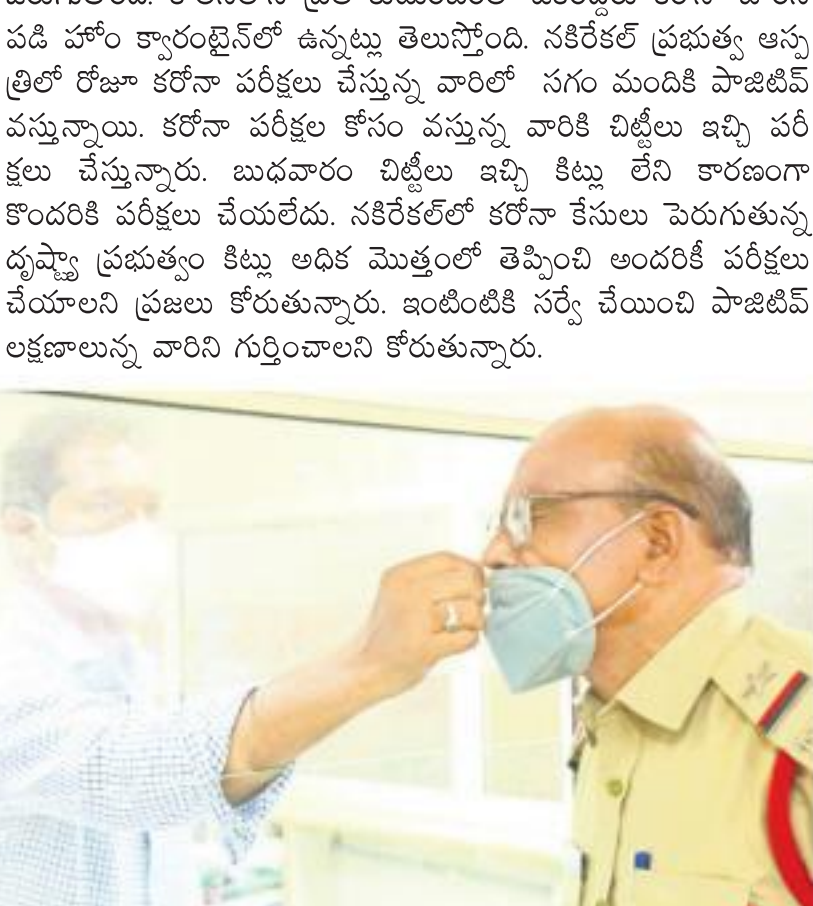 పడి హోం క్వారంటైన్‌లో ఉన్నట్లు తెలుస్తోంది. నకిరేకల్ ప్రభుత్వ ఆస్ప
త్రిలో రోజూ కరోనా పరీక్షలు చేస్తున్న వారిలో సగం మందికి పాజిటివ్
వస్తున్నాయి. కరోనా పరీక్షల కోసం వస్తున్న వారికి చిట్టీలు ఇచ్చి పరీ
క్షలు చేస్తున్నారు. బుధవారం చిట్టీలు ఇచ్చి కిట్లు లేని కారణంగా
కొందరికి పరీక్షలు చేయలేదు. నకిరేకల్‌లో కరోనా కేసులు పెరుగుతున్న
దృష్ట్యా ప్రభుత్వం కిట్లు అధిక మొత్తంలో తెప్పించి అందరికీ పరీక్షలు
చేయాలని ప్రజలు కోరుతున్నారు. ఇంటింటికి సర్వే చేయించి పాజిటివ్
లక్షణాలున్న వారిని గుర్తించాలని కోరుతున్నారు.